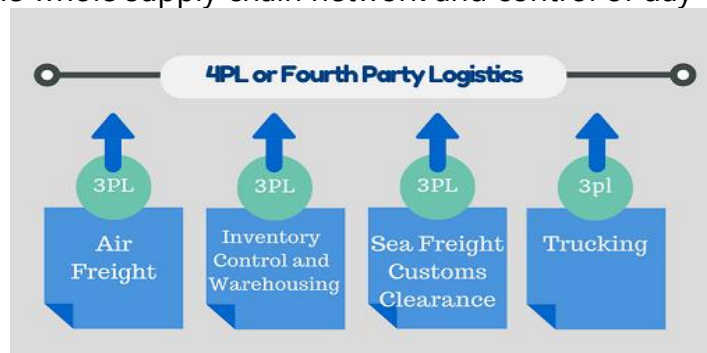 whole supply chain network and control of day
4PL or Fourth Party Logistics
3PL
3PL
3PL
3pl
Air
Freight
Inventory
Control and
Warehousing
Sea Freight
Customs
Clearance
Trucking